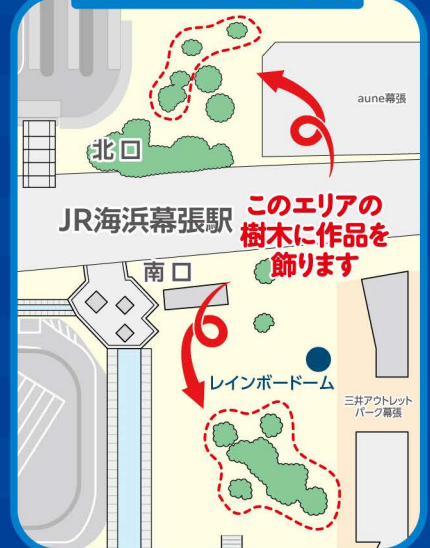 aune幕張
北口
JR海浜幕張駅
このエリアの
樹木に作品を
飾ります
南口
レインボードーム
三井アウトレット
パーク幕張